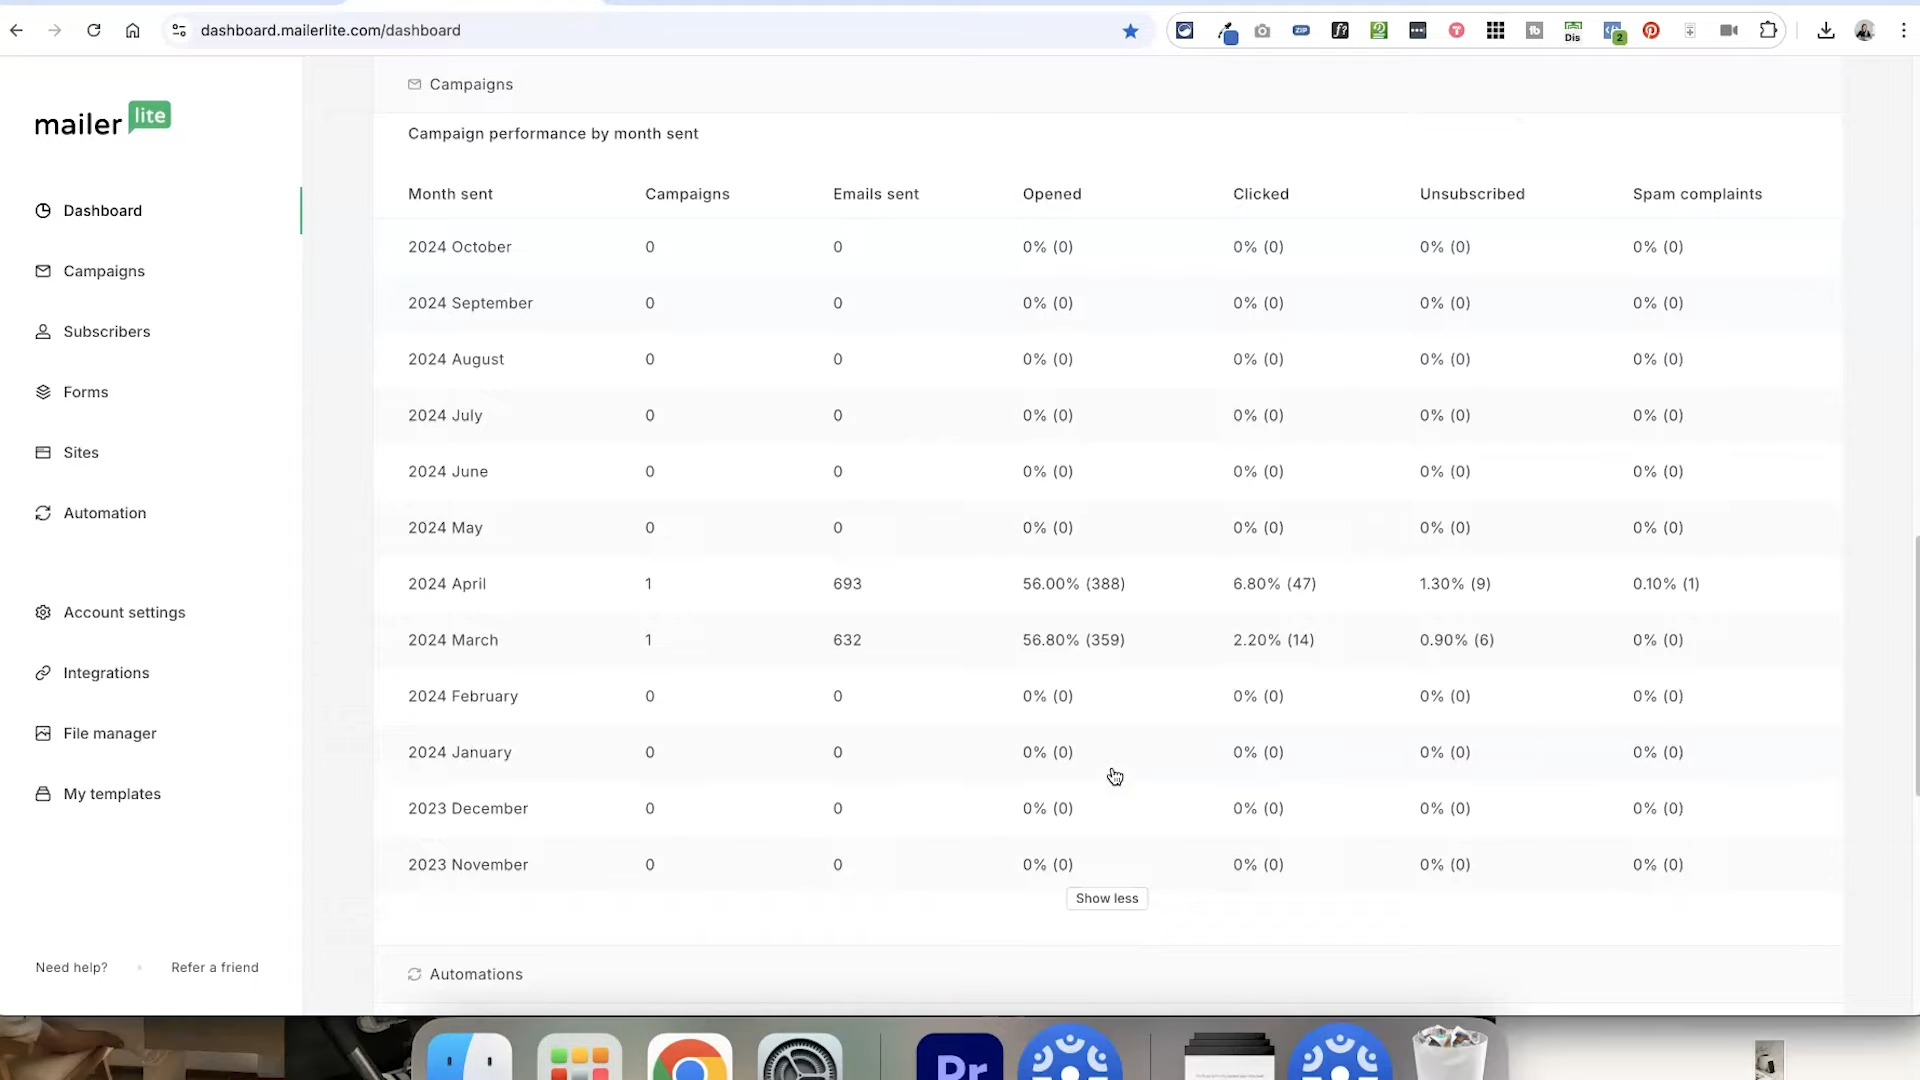 dashboard.mailerlite.com/dashboard
ZIP
f?
Dis
2
mailer lite
Dashboard
Campaigns
Subscribers
Forms
Sites
Automation
Account settings
Integrations
File manager
My templates
Need help?
Refer a friend
Campaigns
Campaign performance by month sent
Month sent Campaigns Emails sent Opened Clicked Unsubscribed Spam complaints
2024 October 0 0 0% (0) 0% (0) 0% (0) 0% (0)
2024 September 0 0 0% (0) 0% (0) 0% (0) 0% (0)
2024 August 0 0 0% (0) 0% (0) 0% (0) 0% (0)
2024 July 0 0 0% (0) 0% (0) 0% (0) 0% (0)
2024 June 0 0 0% (0) 0% (0) 0% (0) 0% (0)
2024 May 0 0 0% (0) 0% (0) 0% (0) 0% (0)
2024 April 1 693 56.00% (388) 6.80% (47) 1.30% (9) 0.10% (1)
2024 March 1 632 56.80% (359) 2.20% (14) 0.90% (6) 0% (0)
2024 February 0 0 0% (0) 0% (0) 0% (0) 0% (0)
2024 January 0 0 0% (0) 0% (0) 0% (0) 0% (0)
2023 December 0 0 0% (0) 0% (0) 0% (0) 0% (0)
2023 November 0 0 0% (0) 0% (0) 0% (0) 0% (0)
Show less
Automations
Pr